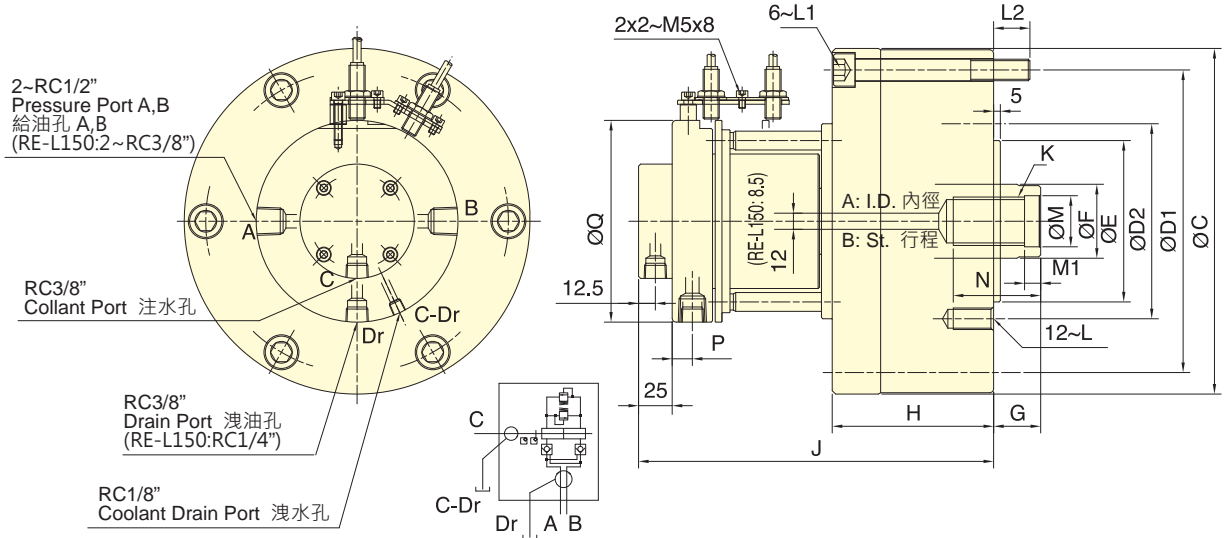 2~RC1/2”
Pressure Port A,B
給油孔 A,B
(RE-L150:2~RC3/8”)
A
B
C
Dr
C-Dr
RC3/8”
Collant Port 注水孔
RC3/8”
Drain Port 洩油孔
(RE-L150:RC1/4”)
RC1/8”
Coolant Drain Port 洩水孔
C
C-Dr
Dr
A
B
2x2~M5x8
6~L1
L2
5
K
(RE-L150: 8.5)
12
A: I.D. 內徑
B: St. 行程
ØQ
ØM
ØF
ØE
ØD2
ØD1
ØC
M1
N
12.5
P
12~L
25
H
G
J